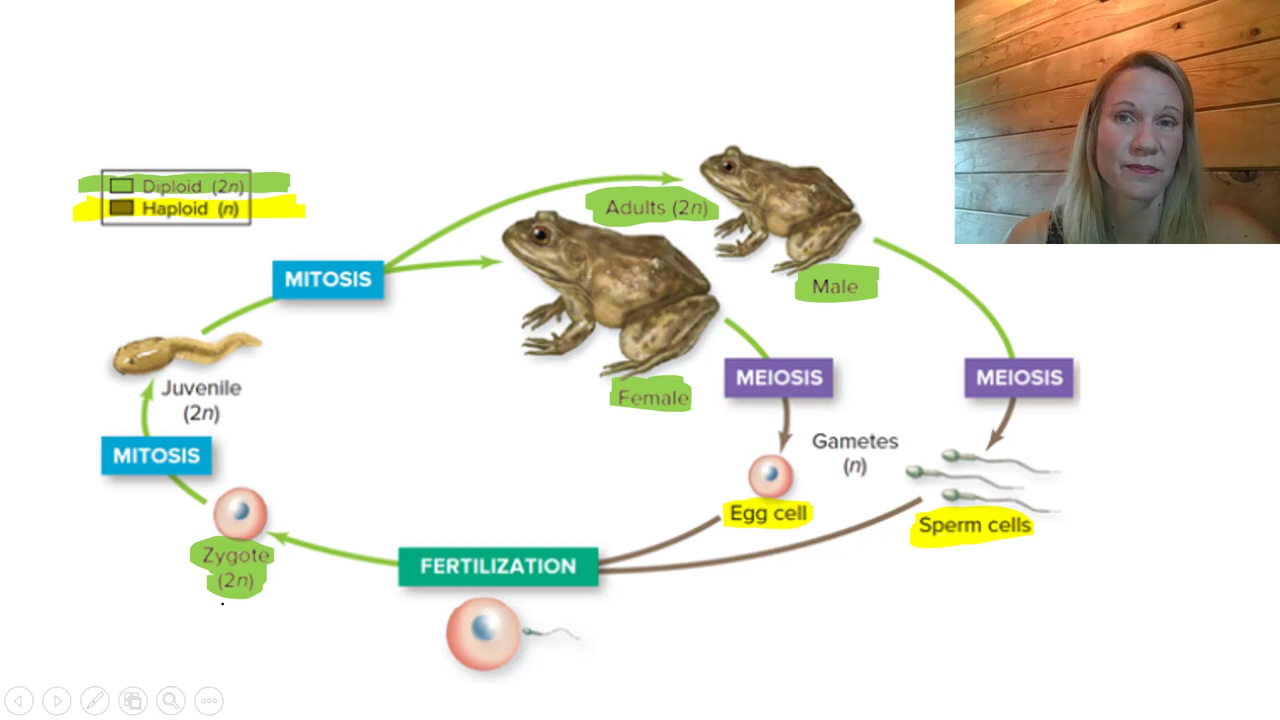 Diploid (2n)
Haploid (n)
Adults (2n)
MITOSIS
Male
Juvenile
(2n)
MEIOSIS
MEIOSIS
Female
MITOSIS
Gametes
(n)
Egg cell
Sperm cells
Zygote
(2n)
FERTILIZATION